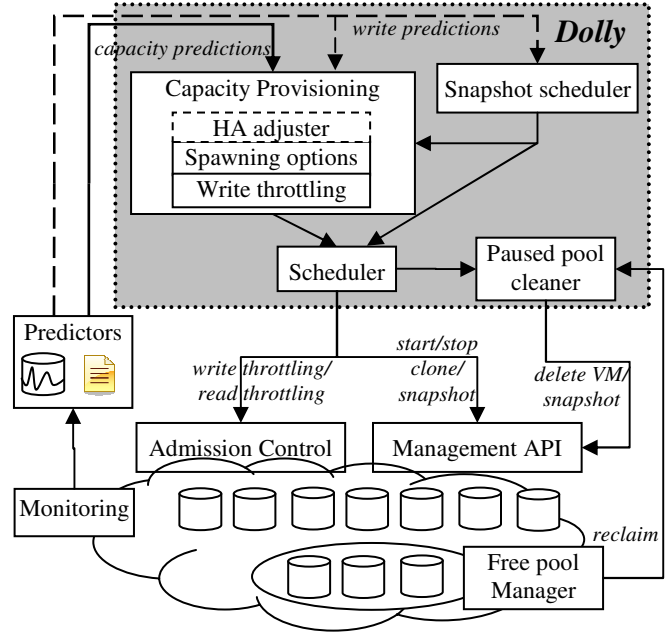 write predictions
Dolly
capacity predictions
Capacity Provisioning
Snapshot scheduler
HA adjuster
Spawning options
Write throttling
Scheduler
Paused pool
cleaner
Predictors
write throttling/
read throttling
start/stop
clone/
snapshot
delete VM/
snapshot
Admission Control
Management API
Monitoring
reclaim
Free pool
Manager